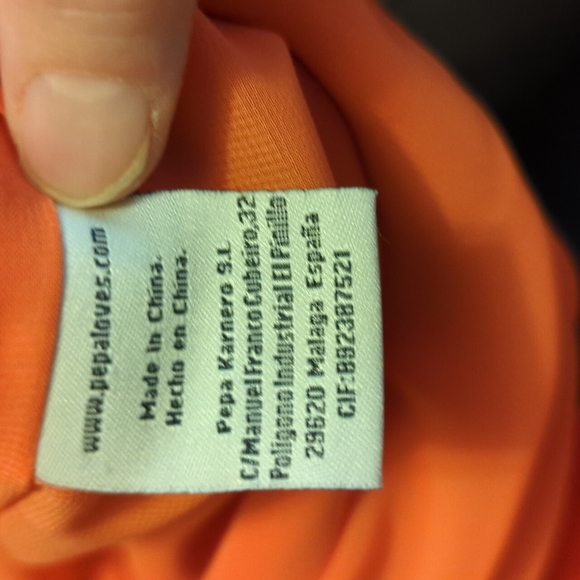 www.pepaloves.com
Made in China.
Hecho en China.
Pepa Karnero S.L
C/Manuel Franco Cubeiro,32
Poligono Industrial El Pinillo
29620 Malaga España
CIF:B92387521